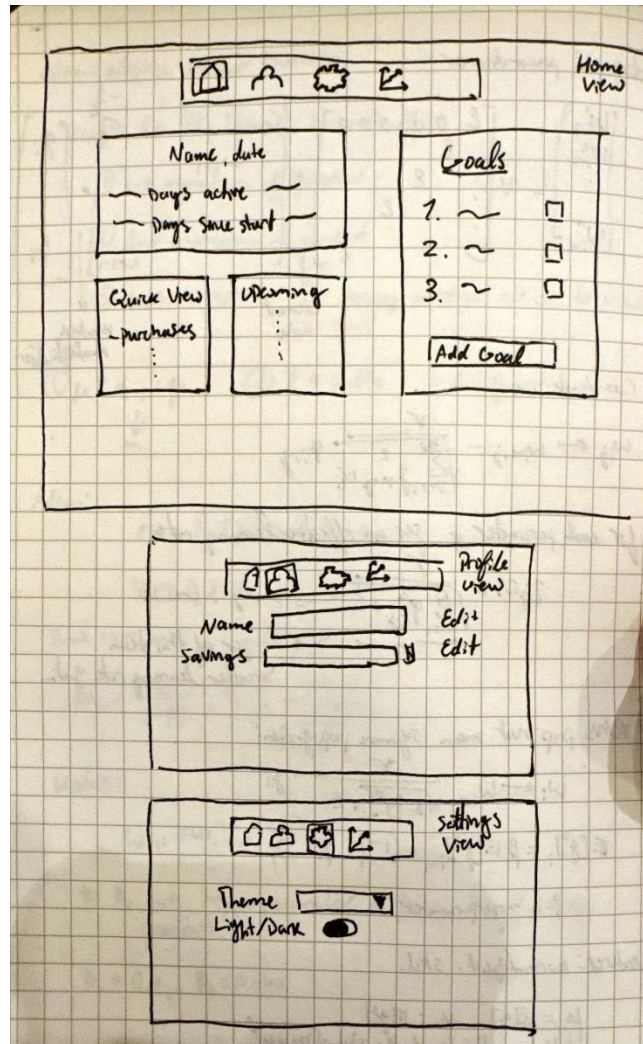 Home
View
Name, date
Days active
Days since start
Goals
1.
2.
3.
Add Goal
Quick View
- Purchases
Upcoming
Profile
view
Name
Edit
Savings
Edit
Settings
View
Theme
Light/Dark